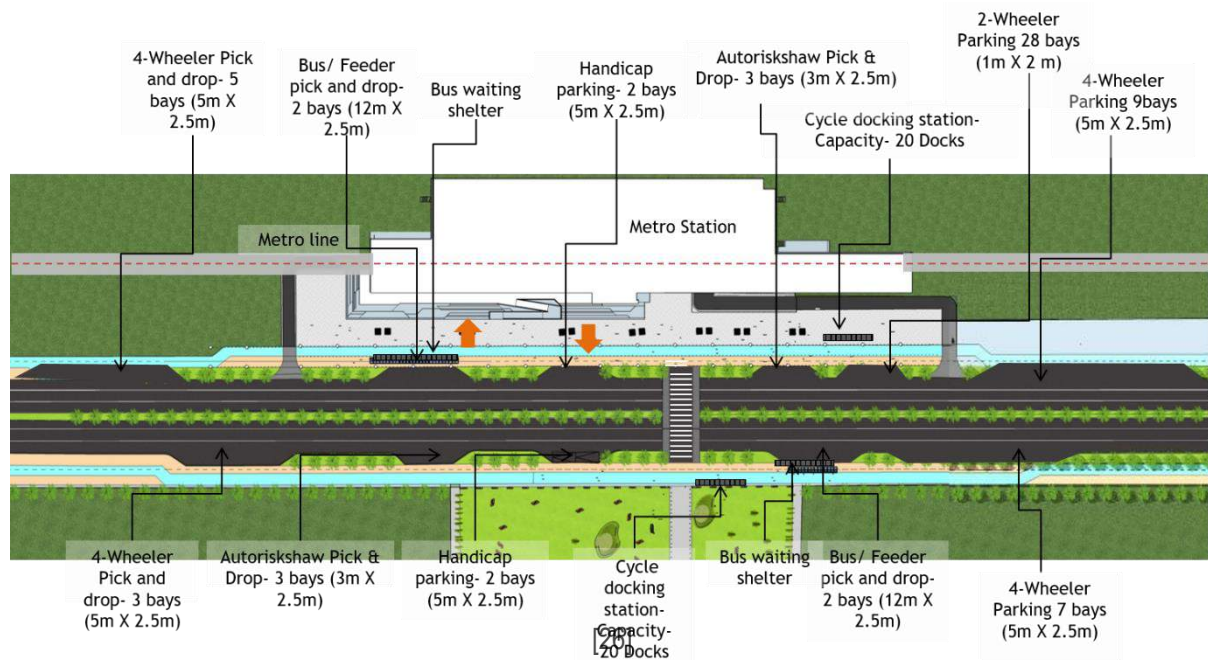 4-Wheeler Pick
and drop- 5
bays (5m X
2.5m)
Bus/ Feeder
pick and drop-
2 bays (12m X
2.5m)
Bus waiting
shelter
Handicap
parking- 2 bays
(5m X 2.5m)
Autoriskshaw Pick &
Drop- 3 bays (3m X 2.5m)
2-Wheeler
Parking 28 bays
(1m X 2 m)
4-Wheeler
Parking 9bays
(5m X 2.5m)
Cycle docking station-
Capacity- 20 Docks
Metro line
Metro Station
4-Wheeler
Pick and
drop- 3 bays
(5m X 2.5m)
Autoriskshaw Pick &
Drop- 3 bays (3m X
2.5m)
Handicap
parking- 2 bays
(5m X 2.5m)
Cycle
docking
station-
Capacity-
20 Docks
Bus waiting
shelter
Bus/ Feeder
pick and drop-
2 bays (12m X
2.5m)
4-Wheeler
Parking 7 bays
(5m X 2.5m)
[26]